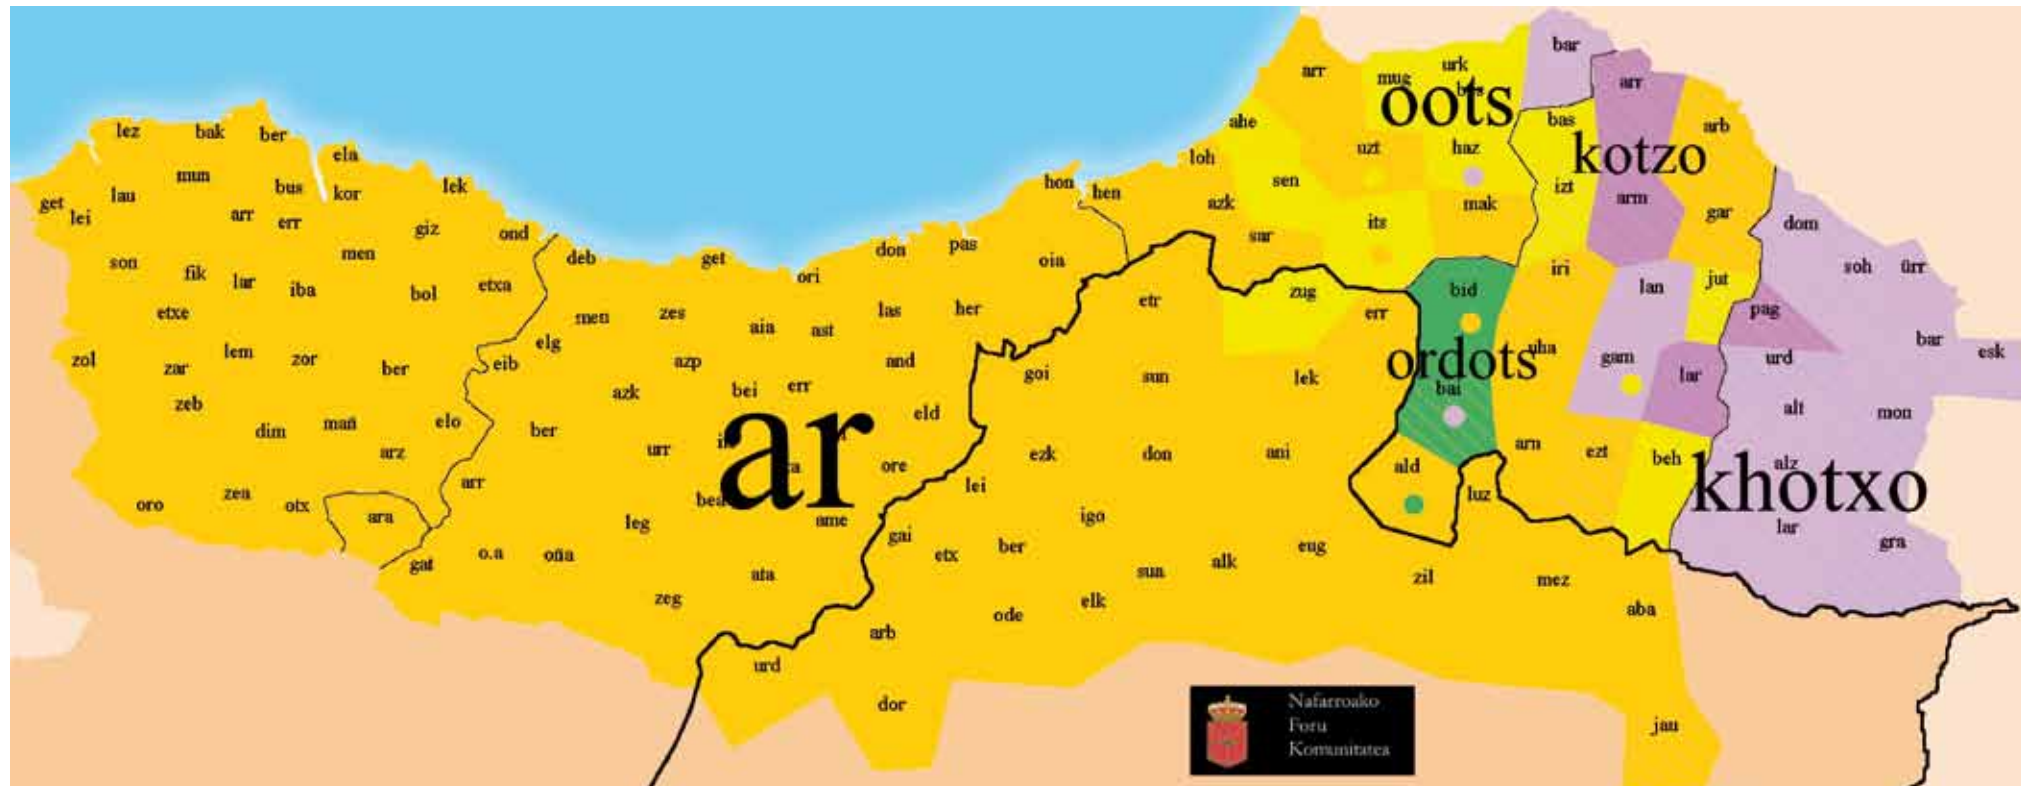 lez
bak
ber
ela
mun
bus
kor
lek
lau
get
lei
arr
err
giz
ond
son
fik
lar
iba
men
bol
etxa
etxe
zol
zar
lem
zor
ber
zeb
dim
mañ
elo
arz
oro
zea
otx
ara
arr
gat
deb
get
ori
don
pas
hon
hen
oia
men
zes
aia
ast
las
her
elg
eib
azp
and
azk
bei
err
eld
ber
urr
ore
ar
leg
ame
o.a
oña
ata
zeg
arr
mug
urk
oots
ahe
loh
uzt
haz
sen
azk
its
mak
sar
bar
arr
bas
kotzo
arb
izt
arm
gar
iri
lan
jut
dom
soh
ürr
pag
urd
bar
esk
gam
lar
alt
mon
etr
zug
err
bid
ordots
uha
bai
goi
sun
lek
ezk
don
ani
ald
luz
arn
ezt
beh
khotxo
alz
lar
gra
lei
igo
gai
etx
ber
sua
alk
eug
zil
mez
aba
elk
ode
arb
urd
dor
jau
Nafarroako
Foru
Komunitatea